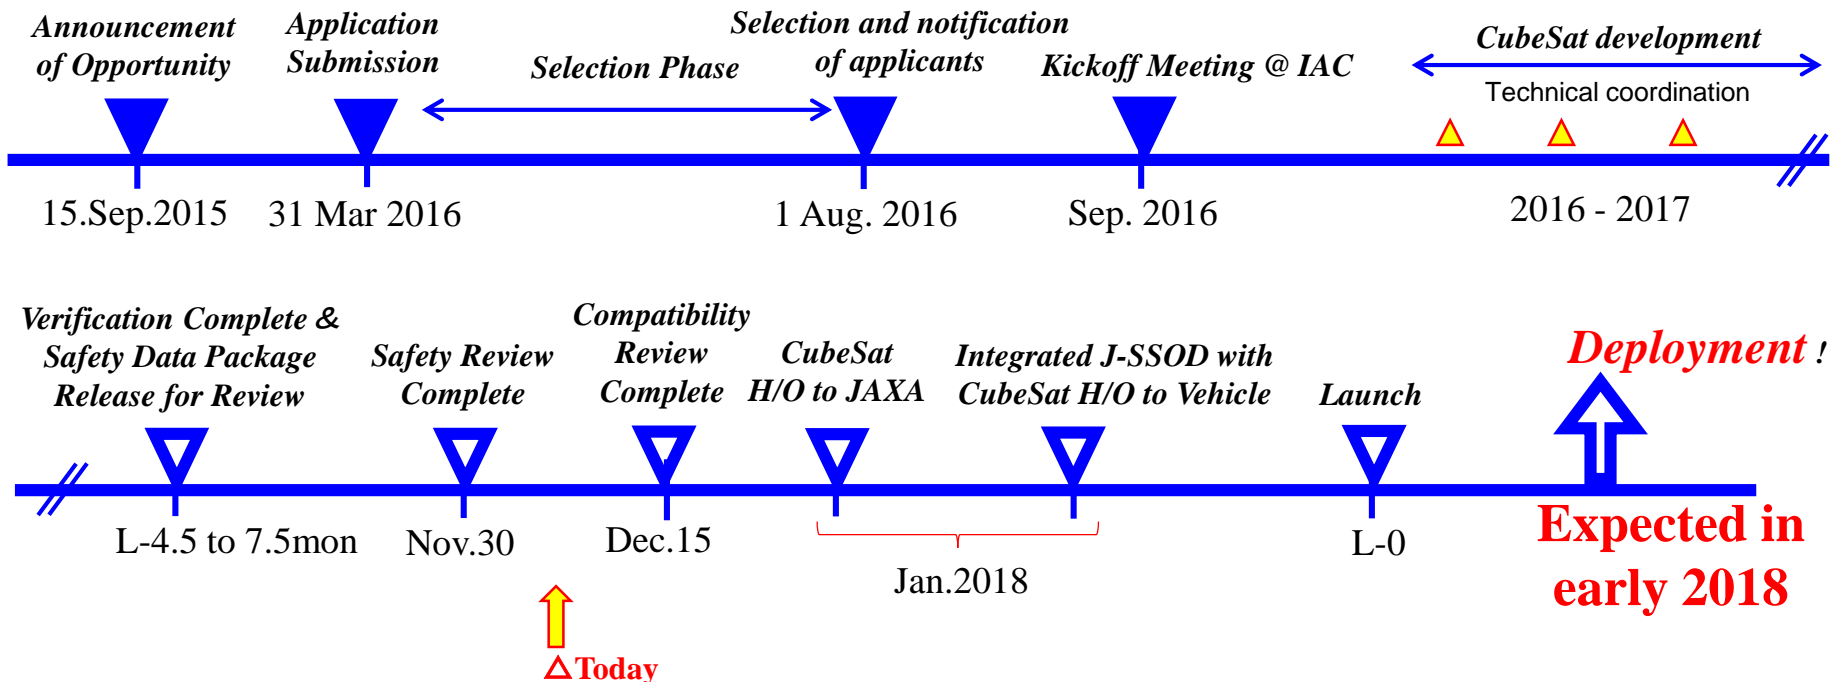 Announcement
of Opportunity
Application
Submission
Selection Phase
Selection and notification
of applicants
Kickoff Meeting @ IAC
CubeSat development
Technical coordination
15.Sep.2015
31 Mar 2016
1 Aug. 2016
Sep. 2016
2016 - 2017
Verification Complete &
Safety Data Package
Release for Review
Safety Review
Complete
Compatibility
Review
Complete
CubeSat
H/O to JAXA
Integrated J-SSOD with
CubeSat H/O to Vehicle
Launch
Deployment !
L-4.5 to 7.5mon
Nov.30
Dec.15
Jan.2018
L-0
Expected in
early 2018
Today